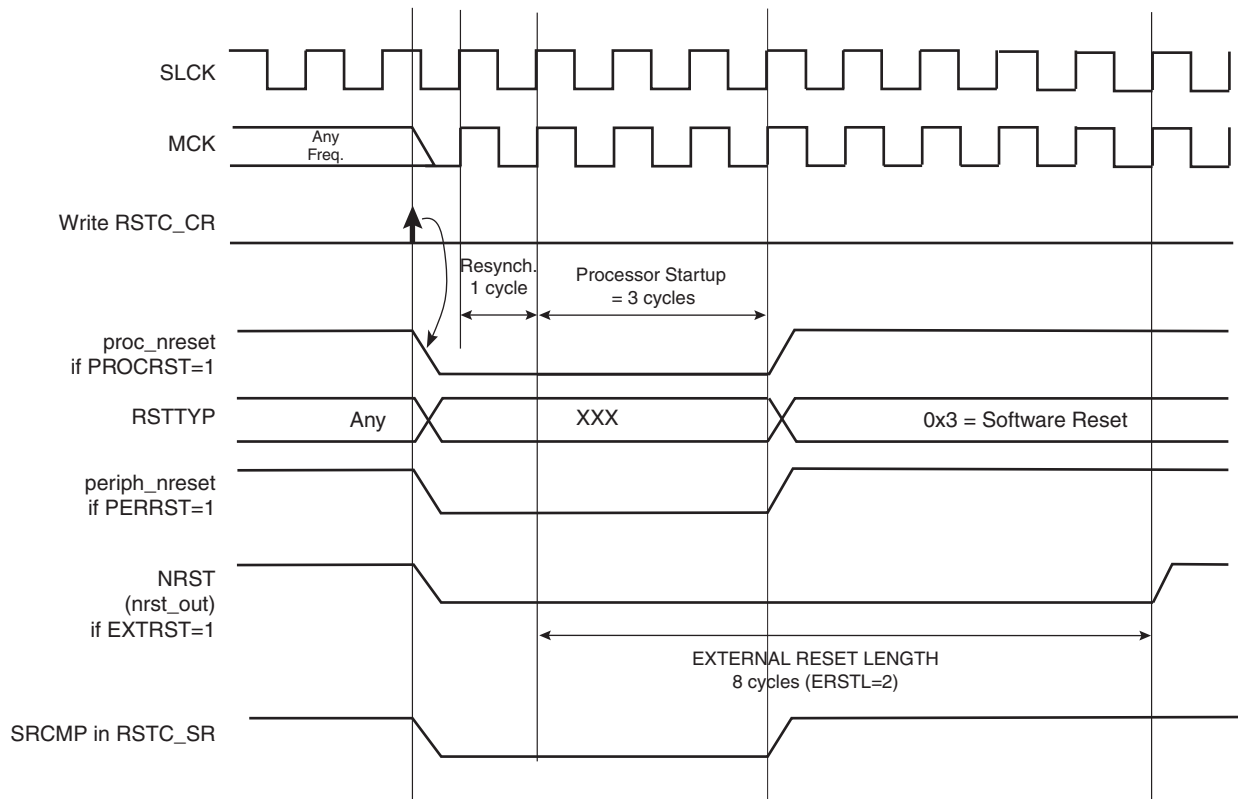 SLCK
MCK
Any
Freq.
Write RSTC_CR
Resynch.
1 cycle
Processor Startup
= 3 cycles
proc_nreset
if PROCRST=1
RSTTYP
Any
XXX
0x3 = Software Reset
periph_nreset
if PERRST=1
NRST
(nrst_out)
if EXTRST=1
EXTERNAL RESET LENGTH
8 cycles (ERSTL=2)
SRCMP in RSTC_SR